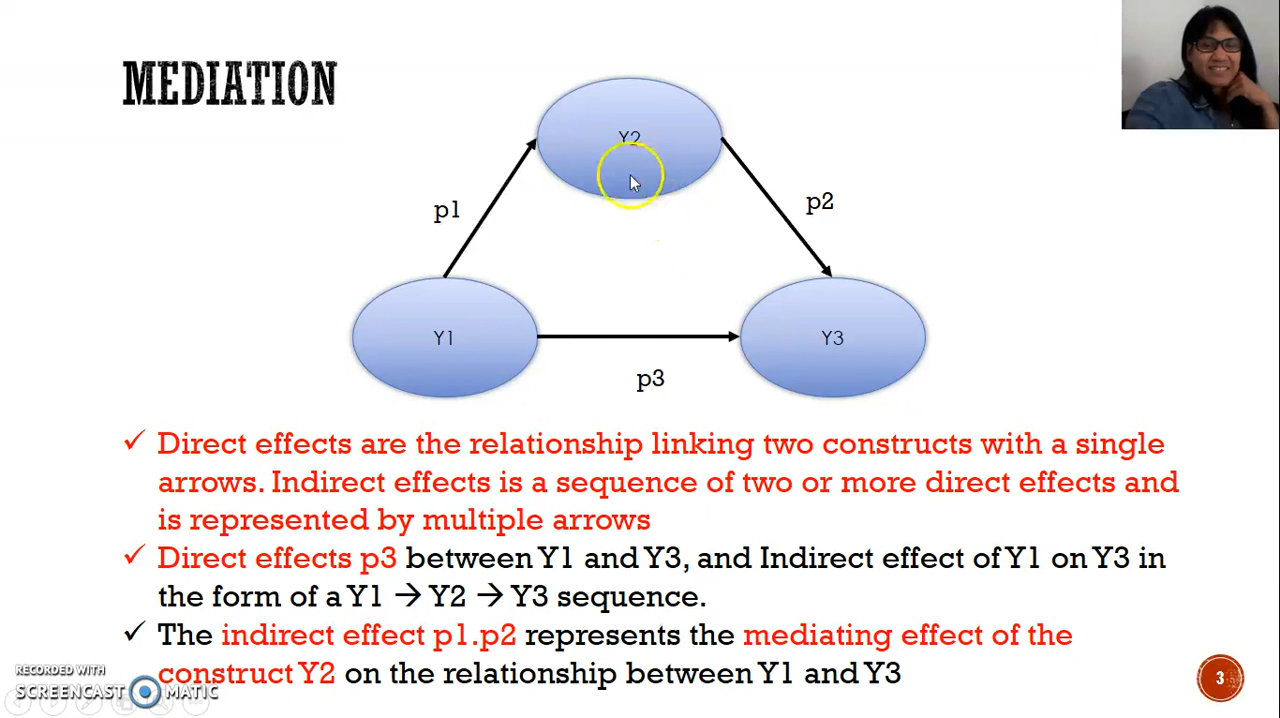 MEDIATION
Y2
p1
p2
Y1
Y3
p3
✓ Direct effects are the relationship linking two constructs with a single
arrows. Indirect effects is a sequence of two or more direct effects and
is represented by multiple arrows
✓ Direct effects p3 between Y1 and Y3, and Indirect effect of Y1 on Y3 in
the form of a Y1 → Y2 → Y3 sequence.
✓ The indirect effect p1.p2 represents the mediating effect of the
construct Y2 on the relationship between Y1 and Y3
RECORDED WITH
SCREENCAST MATIC
3